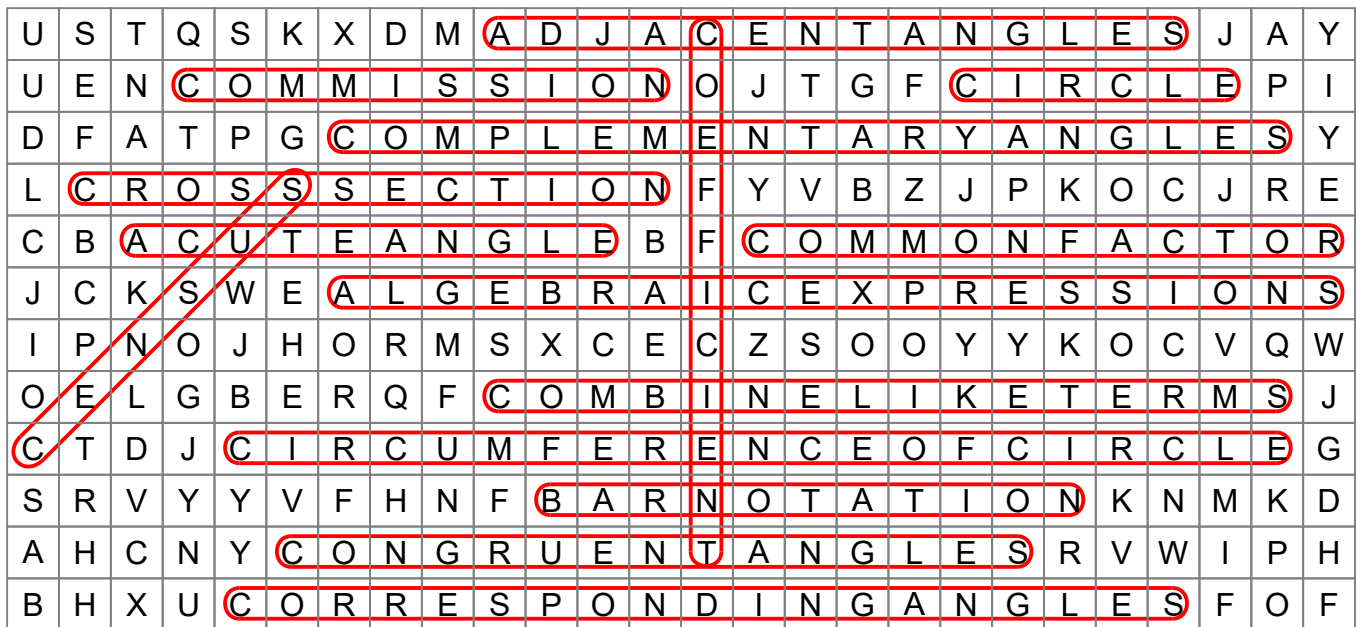 U S T Q S K X D M A D J A C E N T A N G L E S J A Y
U E N C O M M I S S I O N O J T G F C I R C L E P I
D F A T P G C O M P L E M E N T A R Y A N G L E S Y
L C R O S S S E C T I O N F Y V B Z J P K O C J R E
C B A C U T E A N G L E B F C O M M O N F A C T O R
J C K S W E A L G E B R A I C E X P R E S S I O N S
I P N O J H O R M S X C E C Z S O O Y Y K O C V Q W
O E L G B E R Q F C O M B I N E L I K E T E R M S J
C T D J C I R C U M F E R E N C E O F C I R C L E G
S R V Y Y V F H N F B A R N O T A T I O N K N M K D
A H C N Y C O N G R U E N T A N G L E S R V W I P H
B H X U C O R R E S P O N D I N G A N G L E S F O F